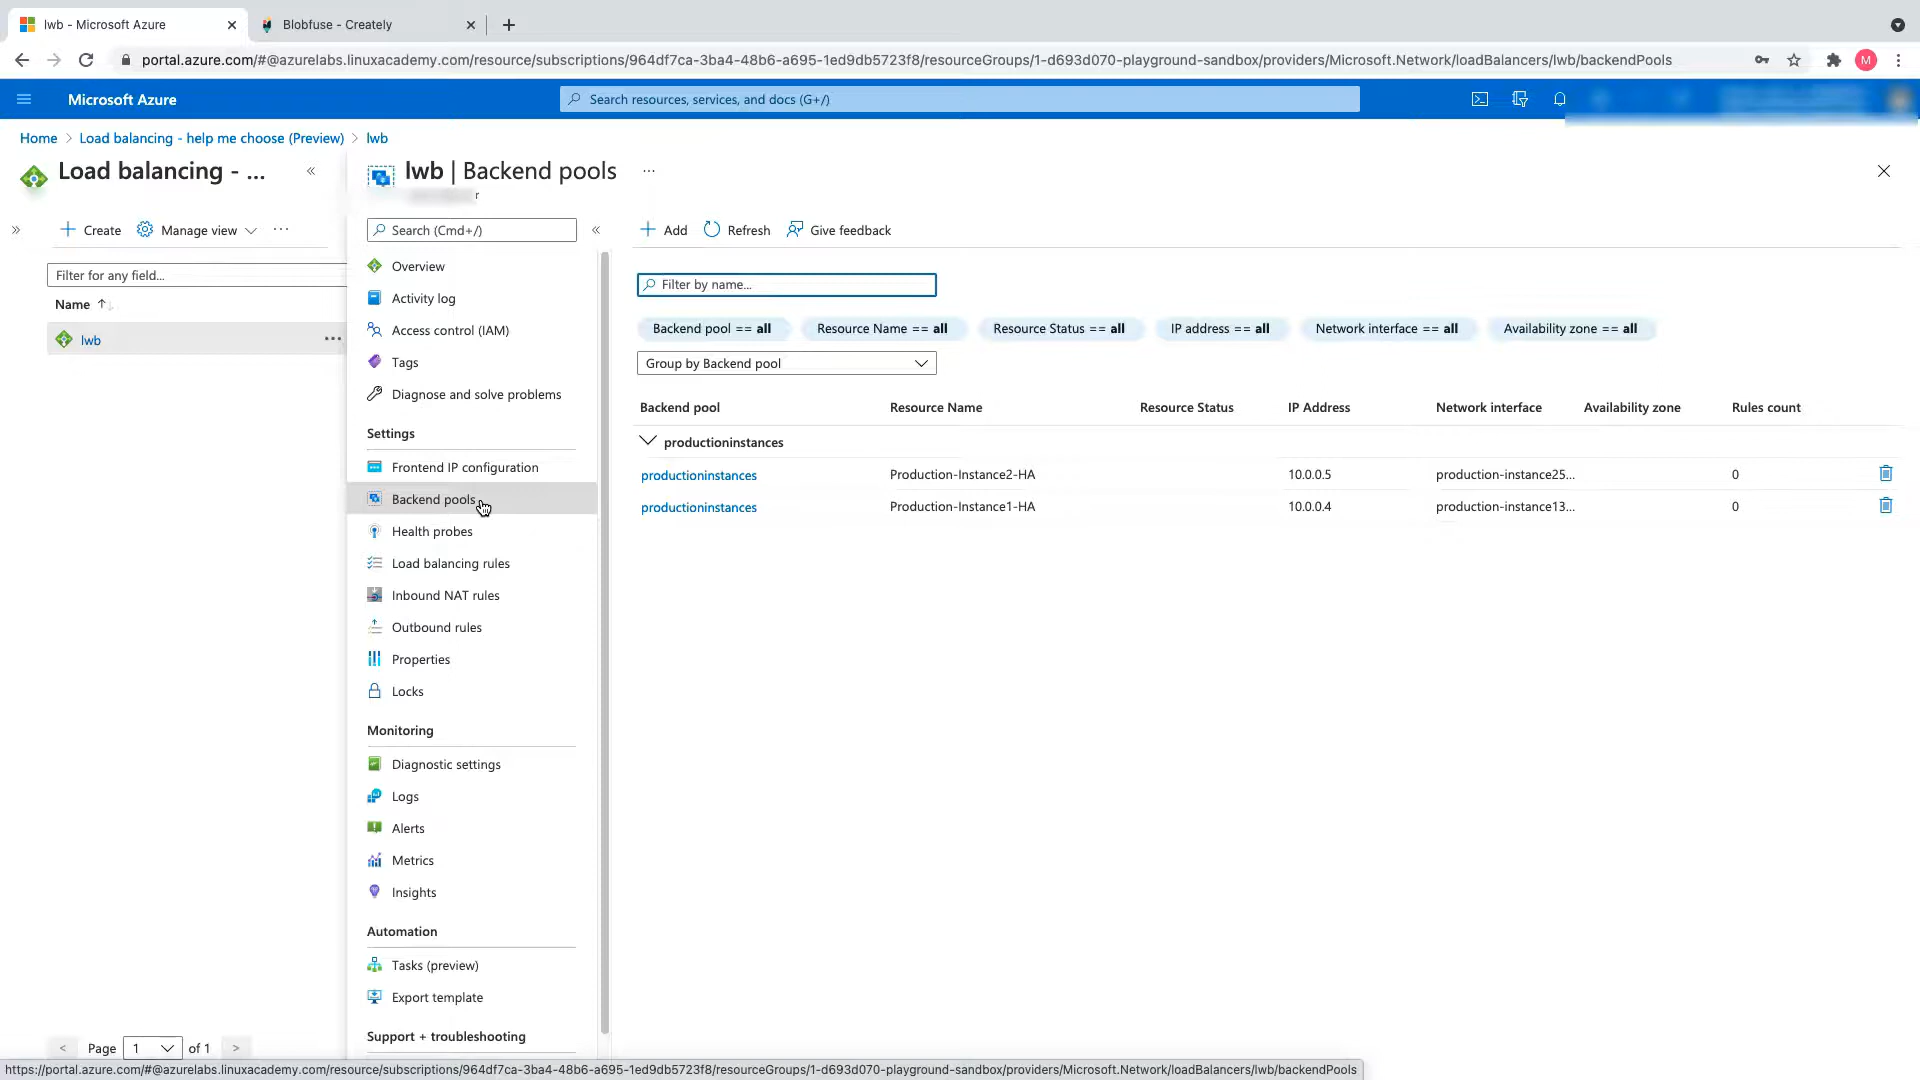 lwb - Microsoft Azure
Blobfuse - Creately
portal.azure.com/#@azurelabs.linuxacademy.com/resource/subscriptions/964df7ca-3ba4-48b6-a695-1ed9db5723f8/resourceGroups/1-d693d070-playground-sandbox/providers/Microsoft.Network/loadBalancers/lwb/backendPools
M
Microsoft Azure
Search resources, services, and docs (G+/)
Home > Load balancing - help me choose (Preview) > lwb
Load balancing - ...
«
lwb | Backend pools ...
r
»
Create
Manage view
...
Filter for any field...
Name ↑↓
lwb ...
Search (Cmd+/)
«
Overview
Activity log
Access control (IAM)
Tags
Diagnose and solve problems
Settings
Frontend IP configuration
Backend pools
Health probes
Load balancing rules
Inbound NAT rules
Outbound rules
Properties
Locks
Monitoring
Diagnostic settings
Logs
Alerts
Metrics
Insights
Automation
Tasks (preview)
Export template
Support + troubleshooting
Add Refresh Give feedback
Filter by name...
Backend pool == all Resource Name == all Resource Status == all IP address == all Network interface == all Availability zone == all
Group by Backend pool
Backend pool Resource Name Resource Status IP Address Network interface Availability zone Rules count
productioninstances
productioninstances Production-Instance2-HA 10.0.0.5 production-instance25... 0
productioninstances Production-Instance1-HA 10.0.0.4 production-instance13... 0
< Page 1 of 1 >
https://portal.azure.com/#@azurelabs.linuxacademy.com/resource/subscriptions/964df7ca-3ba4-48b6-a695-1ed9db5723f8/resourceGroups/1-d693d070-playground-sandbox/providers/Microsoft.Network/loadBalancers/lwb/backendPools